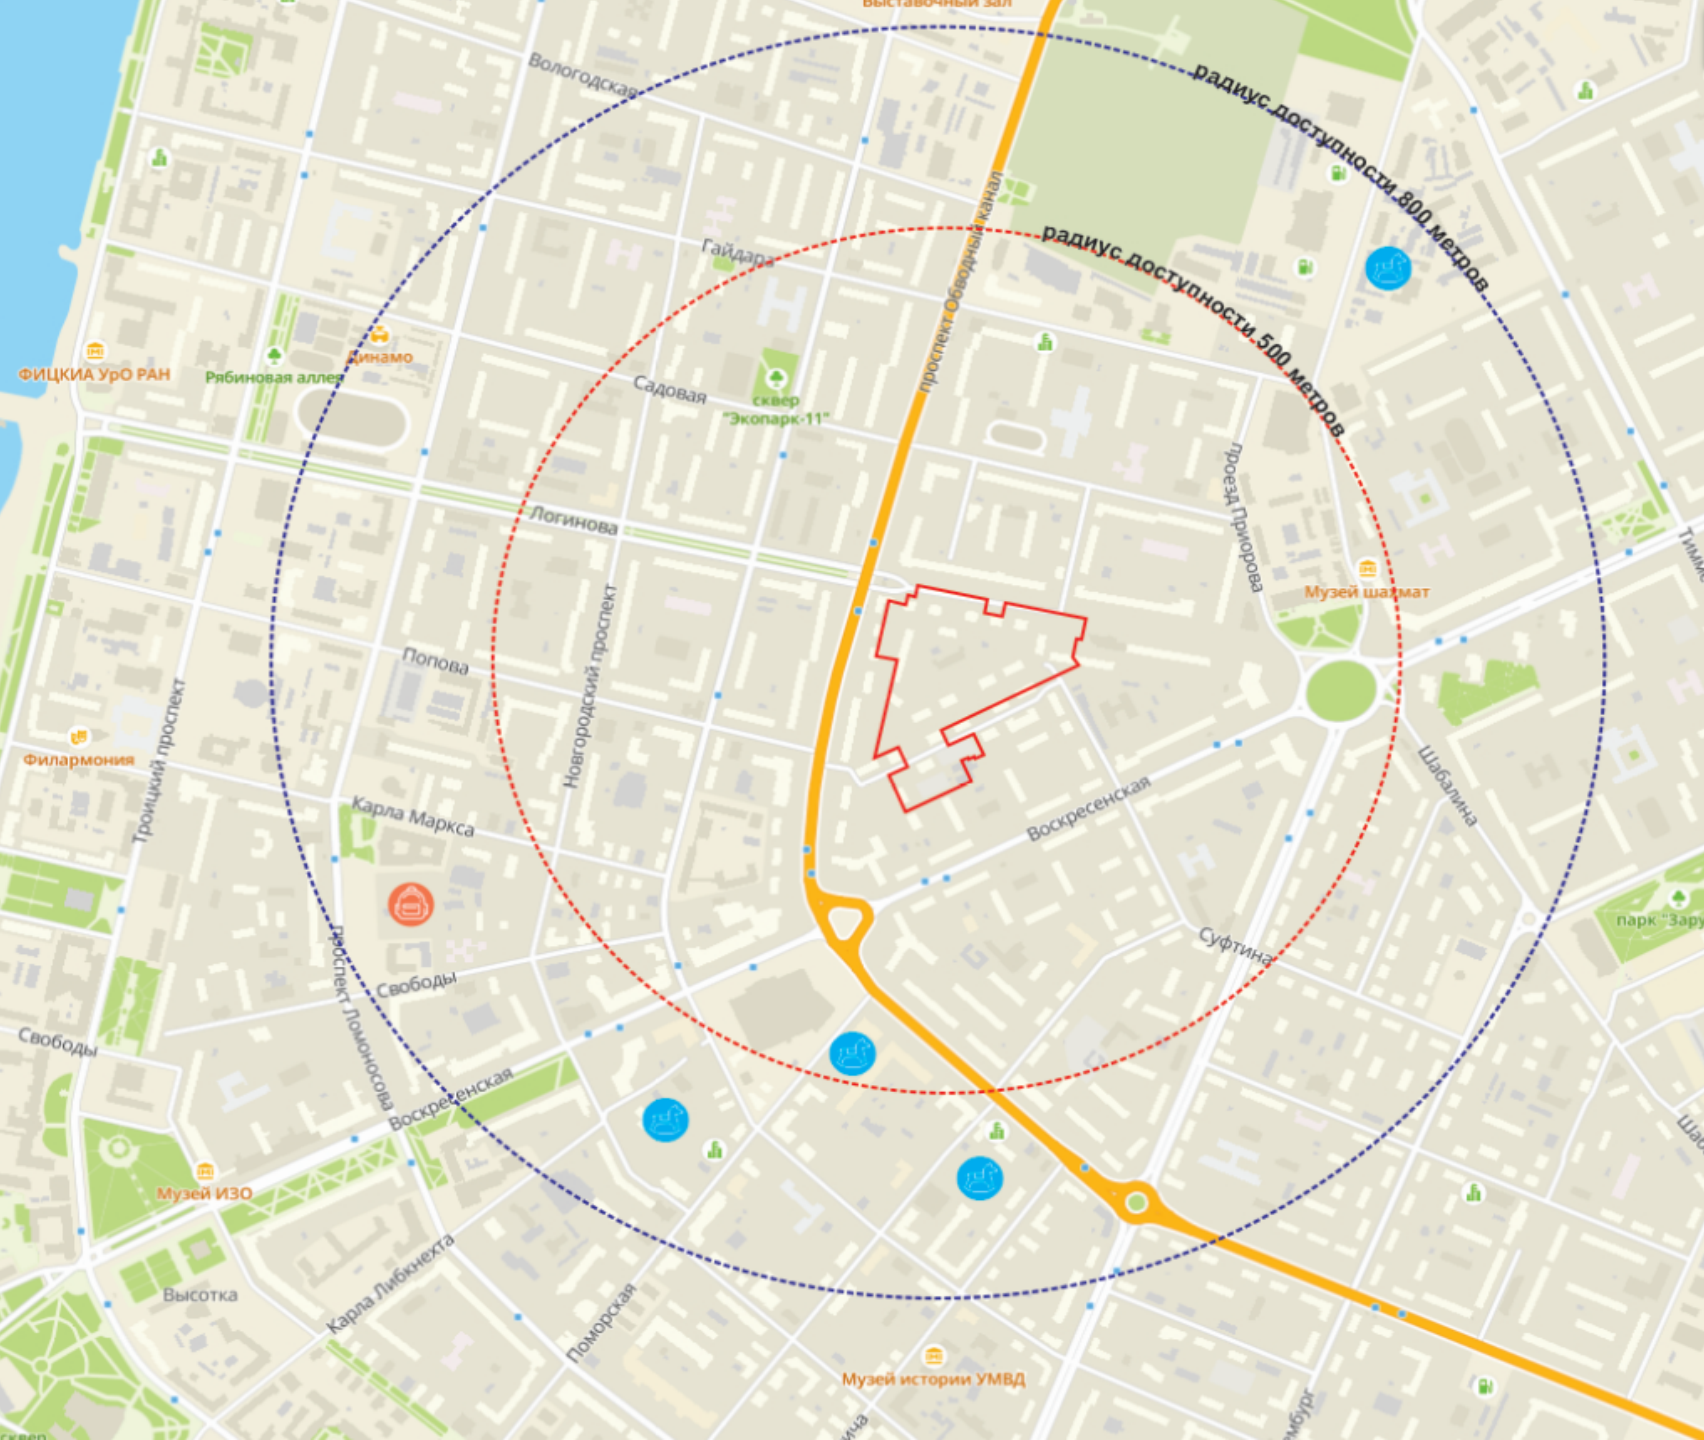 Выставочный зал
Вологодская
радиус доступности 800 метров
радиус доступности 500 метров
проспект Обводный канал
Гайдара
Динамо
ФИЦКИА УрО РАН
Рябиновая аллея
Садовая
сквер
"Экопарк-11"
проезд Приорова
Логинова
Музей шахмат
Новгородский проспект
Попова
Троицкий проспект
Филармония
Карла Маркса
Воскресенская
Шабалина
Суфтина
проспект Ломоносова
Свободы
Свободы
Воскресенская
Музей ИЗО
Высотка
Карла Либкнехта
Поморская
Музей истории УМВД
сквер